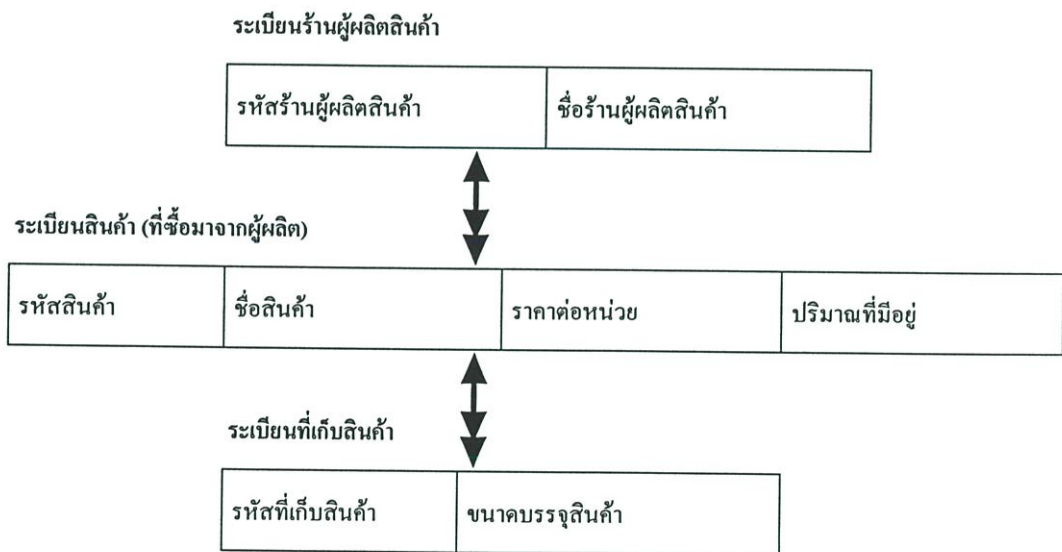 ระเบียนร้านผู้ผลิตสินค้า
รหัสร้านผู้ผลิตสินค้า ชื่อร้านผู้ผลิตสินค้า
ระเบียนสินค้า (ที่ซื้อมาจากผู้ผลิต)
รหัสสินค้า ชื่อสินค้า ราคาต่อหน่วย ปริมาณที่มีอยู่
ระเบียนที่เก็บสินค้า
รหัสที่เก็บสินค้า ขนาดบรรจุสินค้า